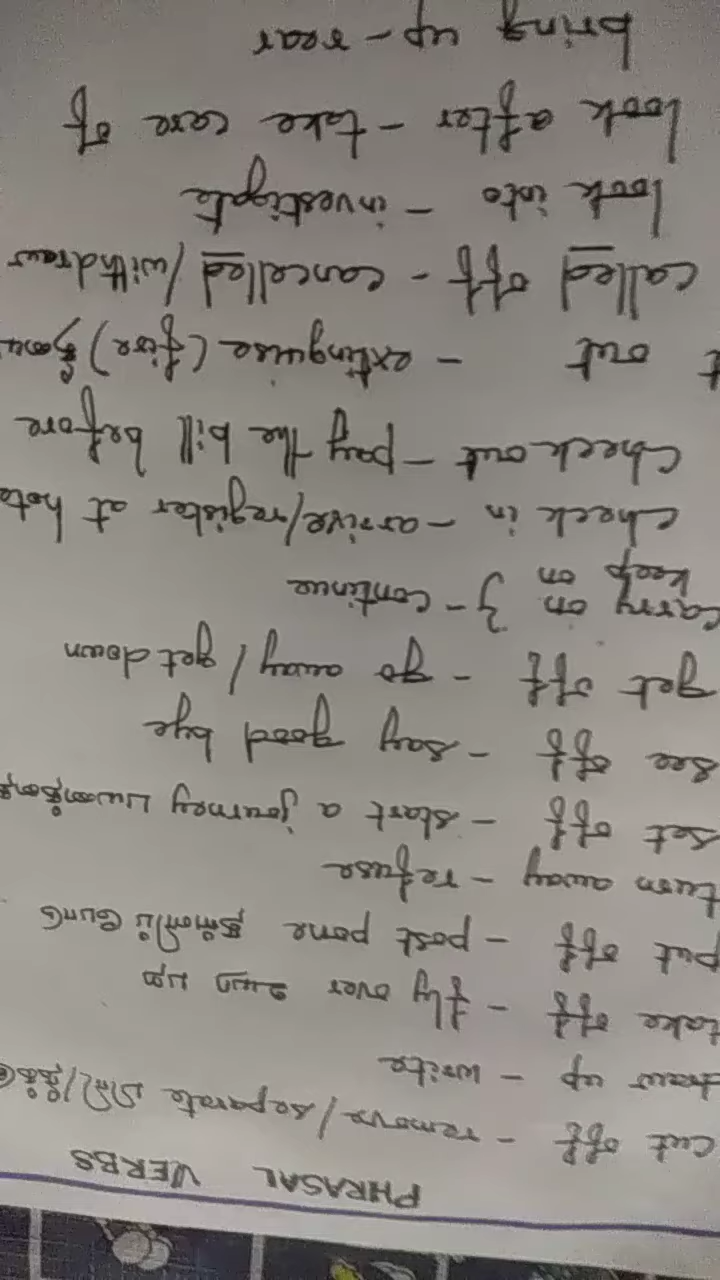 PHRASAL VERBS
cut off - remove/separate
draw up - write
take off - fly over
put off - post pone தள்ளிப் போடு
turn away - refuse
set off - start a journey
see off - say good bye
get off - go away / get down
carry on } - continue
keep on
check in - arrive/register at
check out - pay the bill before
out - extinguise (fire)
called off - cancelled/withdraw
look into - investigate
look after - take care of
bring up - rear